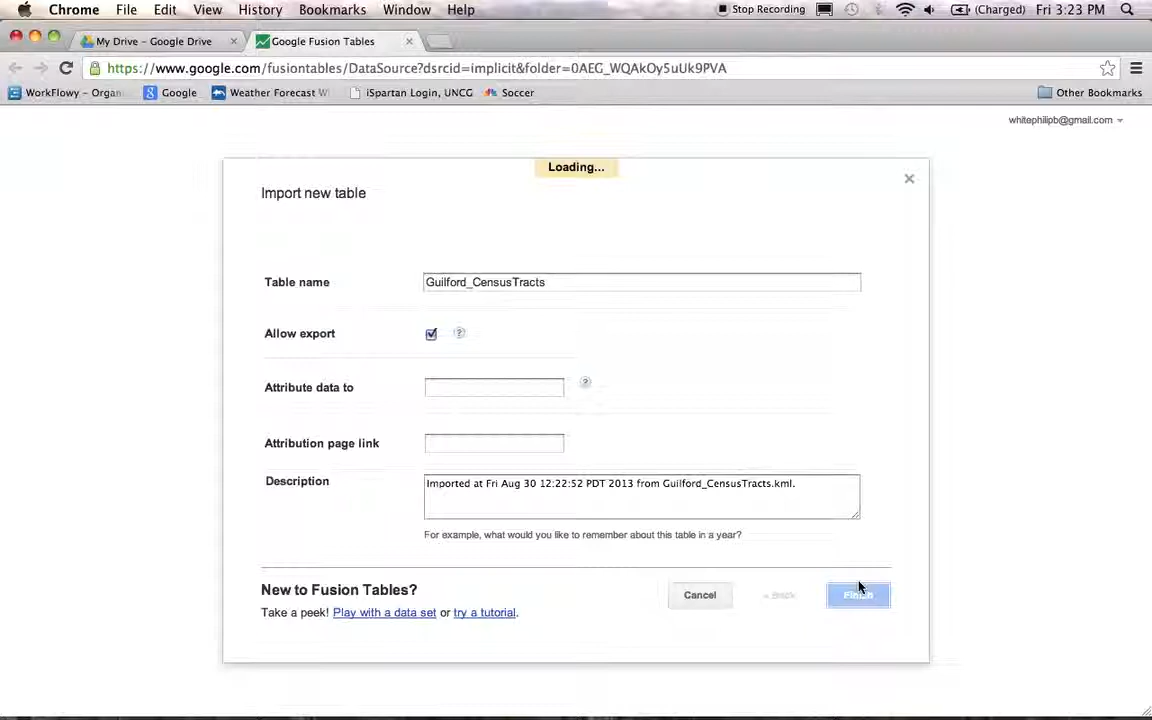 Chrome File Edit View History Bookmarks Window Help Stop Recording (Charged) Fri 3:23 PM
My Drive – Google Drive Google Fusion Tables
https://www.google.com/fusiontables/DataSource?dsrcid=implicit&folder=0AEG_WQAkOy5uUk9PVA
WorkFlowy – Organ Google Weather Forecast W iSpartan Login, UNCG Soccer Other Bookmarks
whitephilipb@gmail.com
Loading...
Import new table
Table name Guilford_CensusTracts
Allow export ?
Attribute data to ?
Attribution page link
Description Imported at Fri Aug 30 12:22:52 PDT 2013 from Guilford_CensusTracts.kml.
For example, what would you like to remember about this table in a year?
New to Fusion Tables?
Take a peek! Play with a data set or try a tutorial.
Cancel « Back Finish